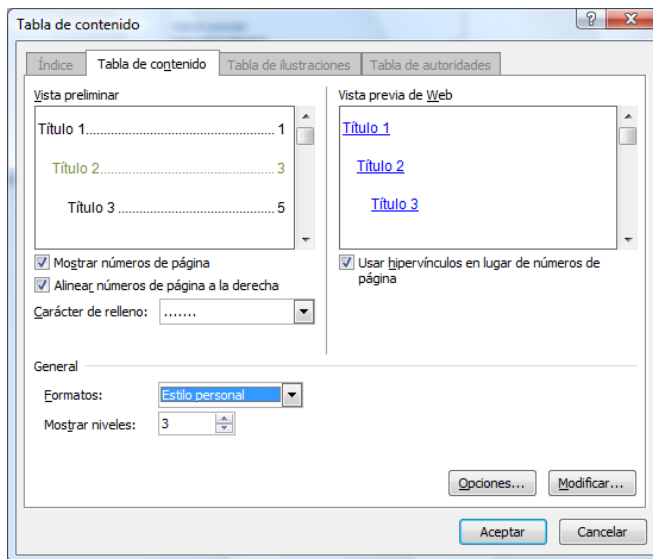 Tabla de contenido
Índice
Tabla de contenido
Tabla de ilustraciones
Tabla de autoridades
Vista preliminar
Título 1.......................................................... 1
Título 2..................................................... 3
Título 3 ................................................ 5
Mostrar números de página
Alinear números de página a la derecha
Carácter de relleno: .......
Vista previa de Web
Título 1
Título 2
Título 3
Usar hipervínculos en lugar de números de
página
General
Formatos: Estilo personal
Mostrar niveles: 3
Opciones...
Modificar...
Aceptar
Cancelar